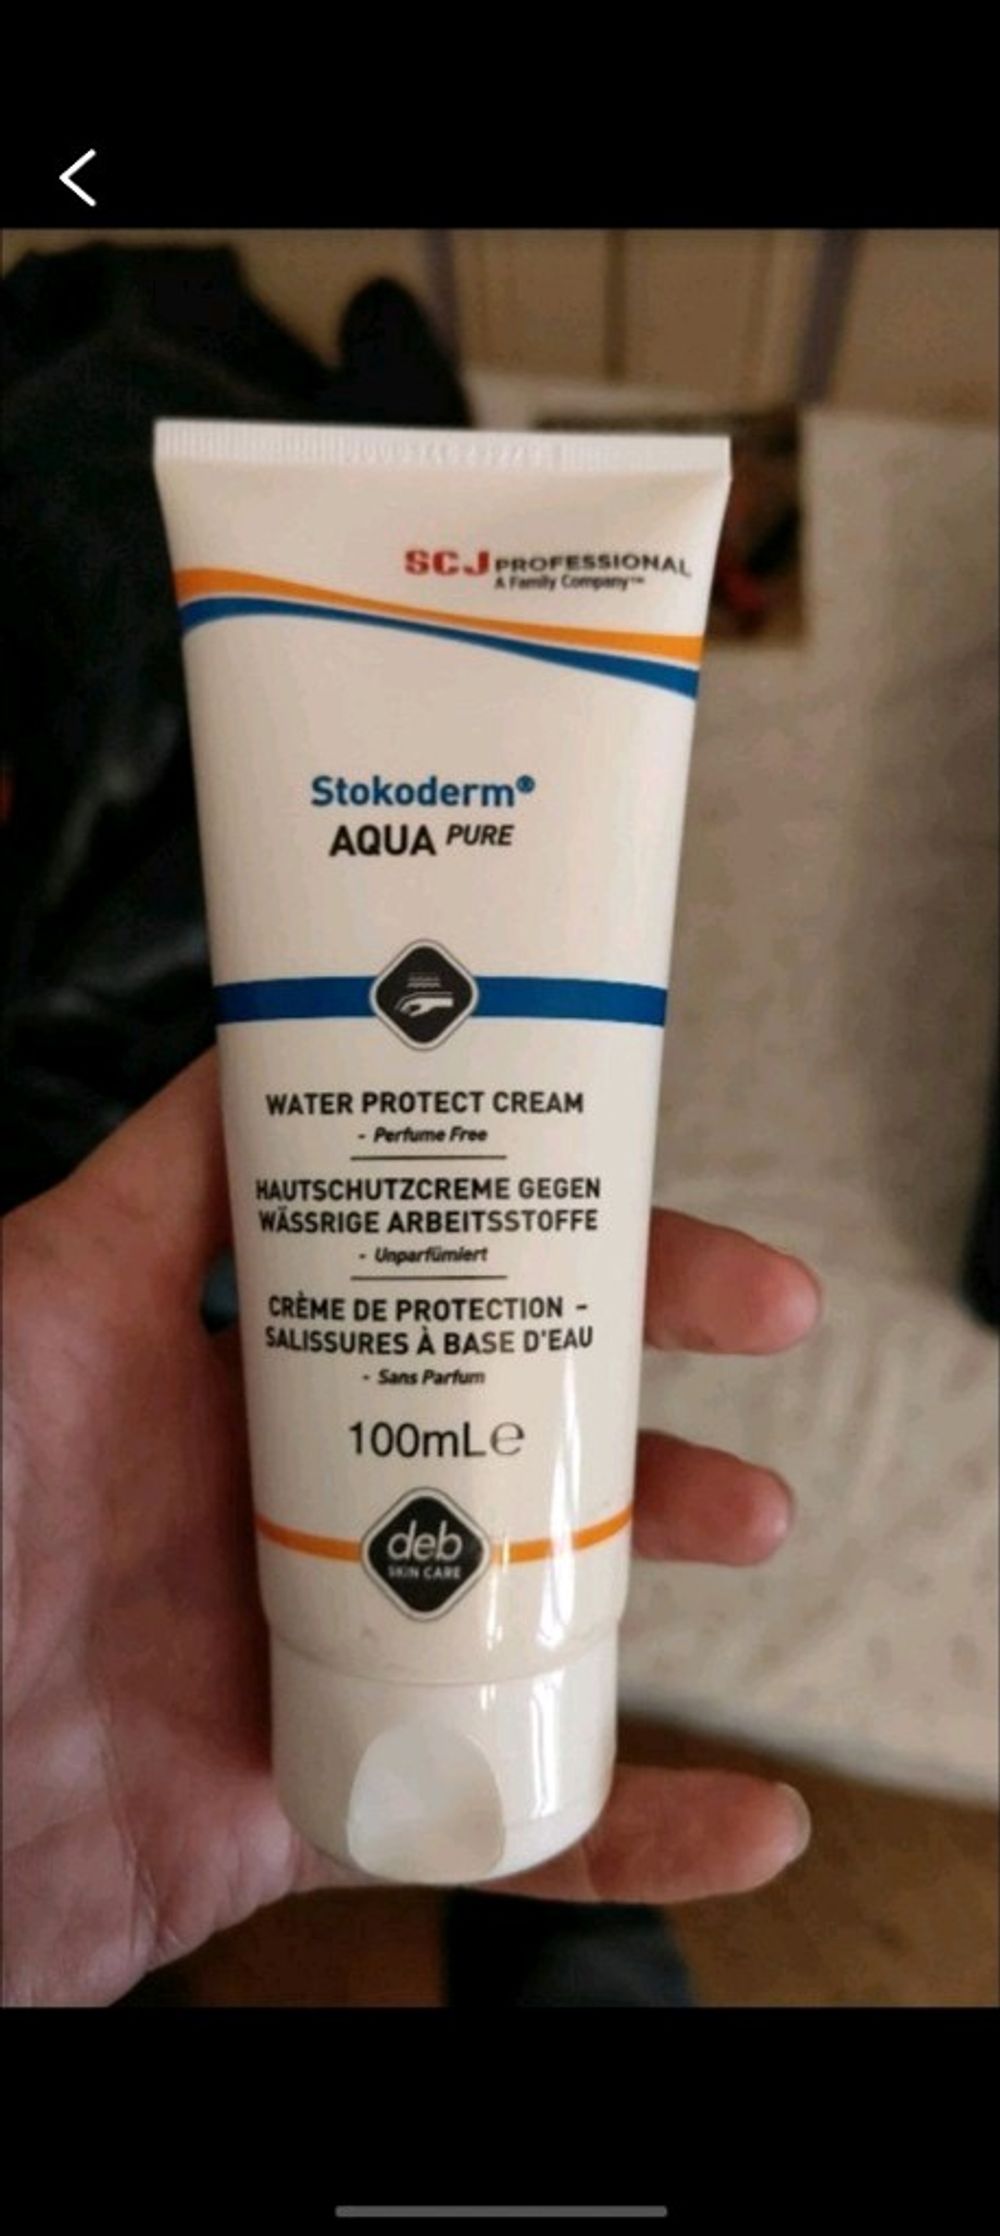 SCJ PROFESSIONAL
A Family Company™
Stokoderm®
AQUA PURE
WATER PROTECT CREAM
- Perfume Free
HAUTSCHUTZCREME GEGEN
WÄSSRIGE ARBEITSSTOFFE
- Unparfümiert
CRÈME DE PROTECTION -
SALISSURES À BASE D'EAU
- Sans Parfum
100mL℮
deb
SKIN CARE